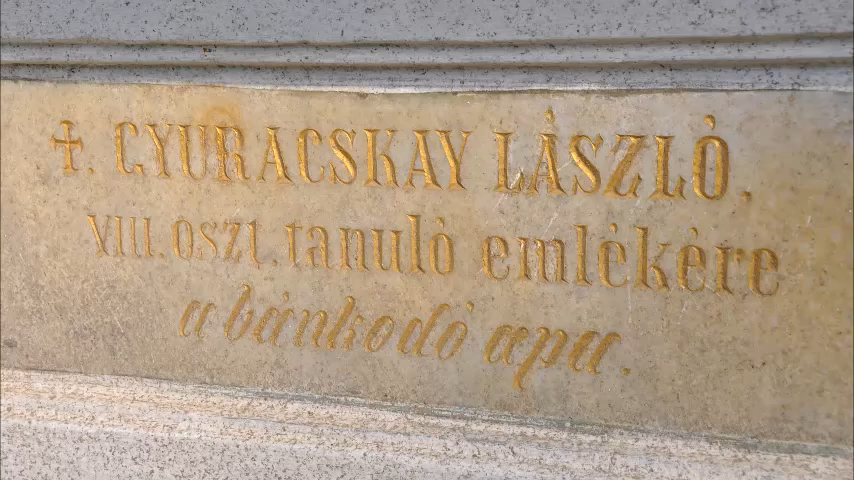 †. GYURACSKAY LÁSZLÓ.
VIII. oszt. tanuló emlékére
a bánkodó apa.